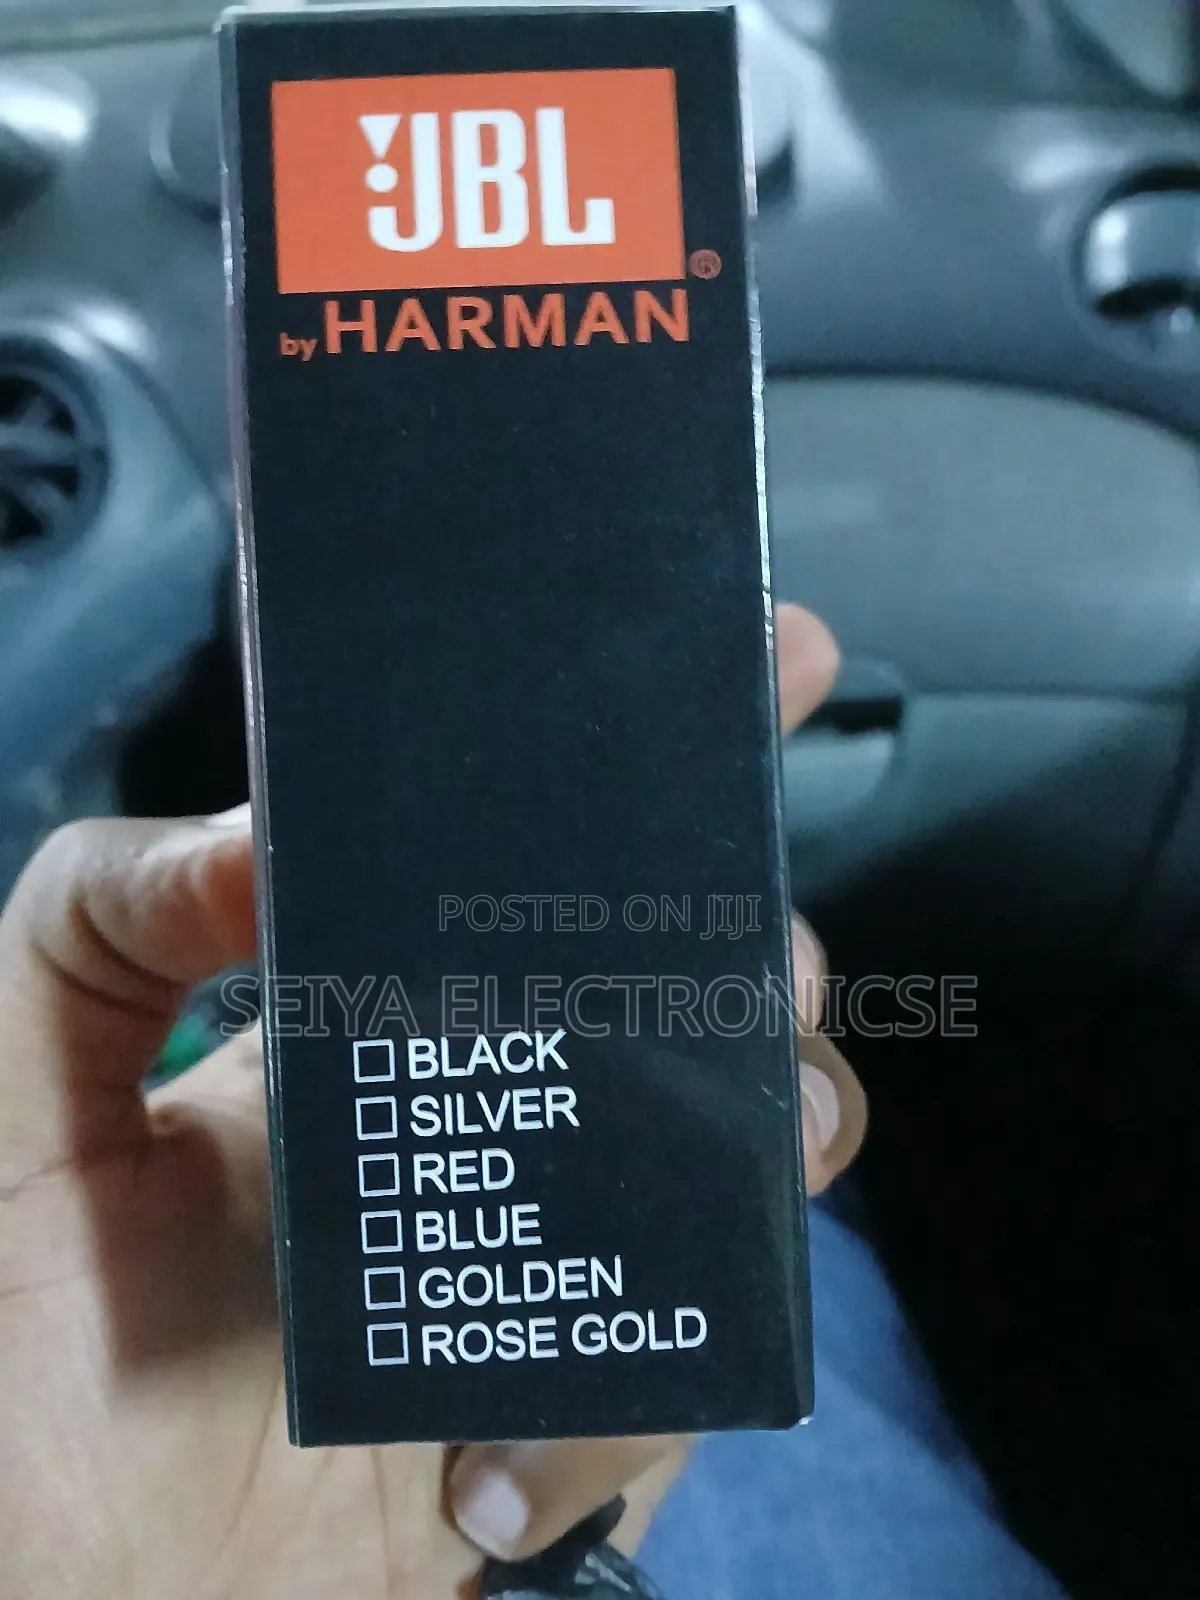 JBL
®
by HARMAN
POSTED ON JIJI
SEIYA ELECTRONICSE
BLACK
SILVER
RED
BLUE
GOLDEN
ROSE GOLD